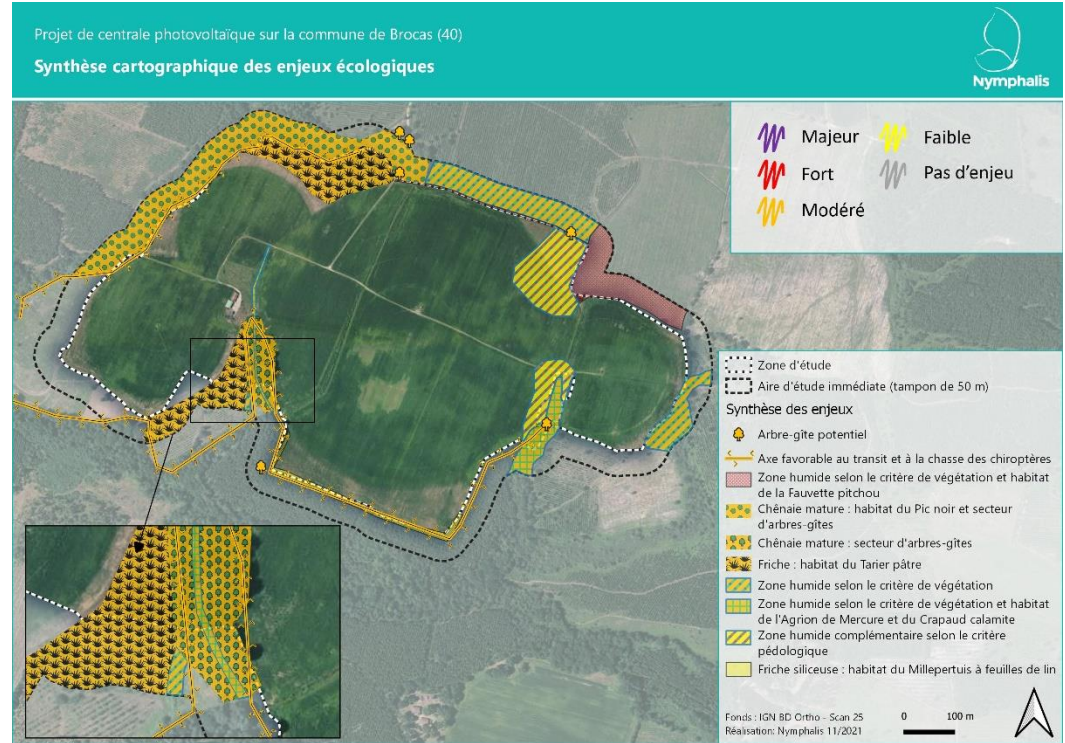 Projet de centrale photovoltaïque sur la commune de Brocas (40)
Synthèse cartographique des enjeux écologiques
Nymphalis
Majeur
Faible
Fort
Pas d'enjeu
Modéré
Zone d'étude
Aire d'étude immédiate (tampon de 50 m)
Synthèse des enjeux
Arbre-gîte potentiel
Axe favorable au transit et à la chasse des chiroptères
Zone humide selon le critère de végétation et habitat
de la Fauvette pitchou
Chênaie mature : habitat du Pic noir et secteur
d'arbres-gîtes
Chênaie mature : secteur d'arbres-gîtes
Friche : habitat du Tarier pâtre
Zone humide selon le critère de végétation
Zone humide selon le critère de végétation et habitat
de l'Agrion de Mercure et du Crapaud calamite
Zone humide complémentaire selon le critère
pédologique
Friche siliceuse : habitat du Millepertuis à feuilles de lin
Fonds : IGN BD Ortho - Scan 25
Réalisation: Nymphalis 11/2021
0 100 m